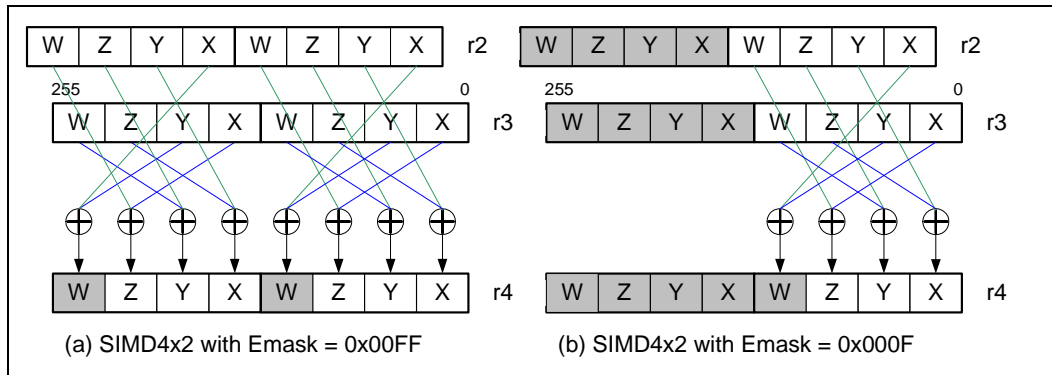 W Z Y X W Z Y X r2
255 0
W Z Y X W Z Y X r3
W Z Y X W Z Y X r4
(a) SIMD4x2 with Emask = 0x00FF
W Z Y X W Z Y X r2
255 0
W Z Y X W Z Y X r3
W Z Y X W Z Y X r4
(b) SIMD4x2 with Emask = 0x000F